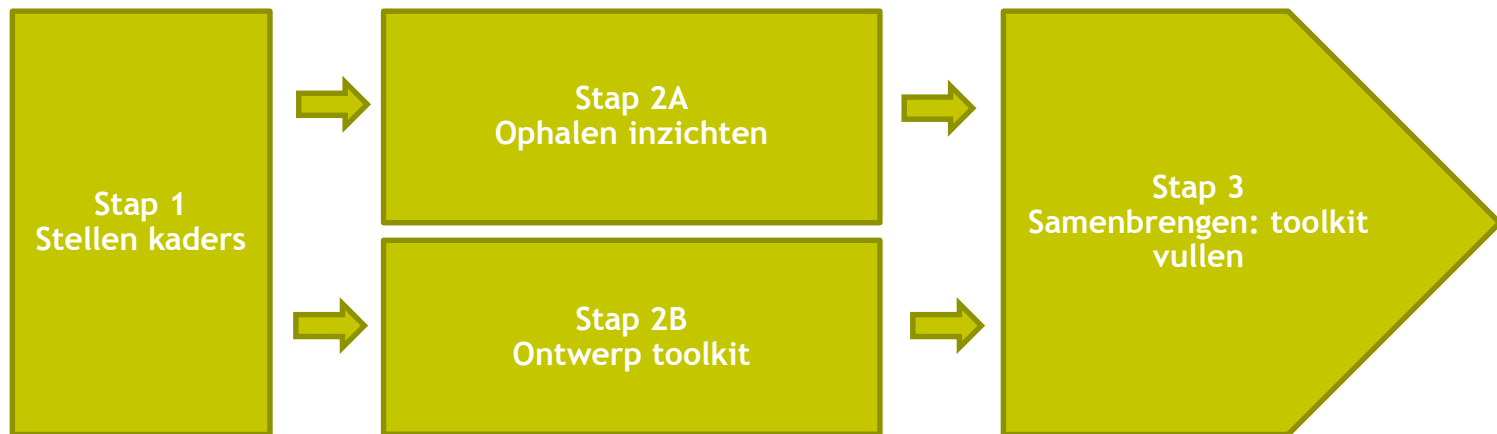 Stap 1
Stellen kaders
Stap 2A
Ophalen inzichten
Stap 2B
Ontwerp toolkit
Stap 3
Samenbrengen: toolkit
vullen